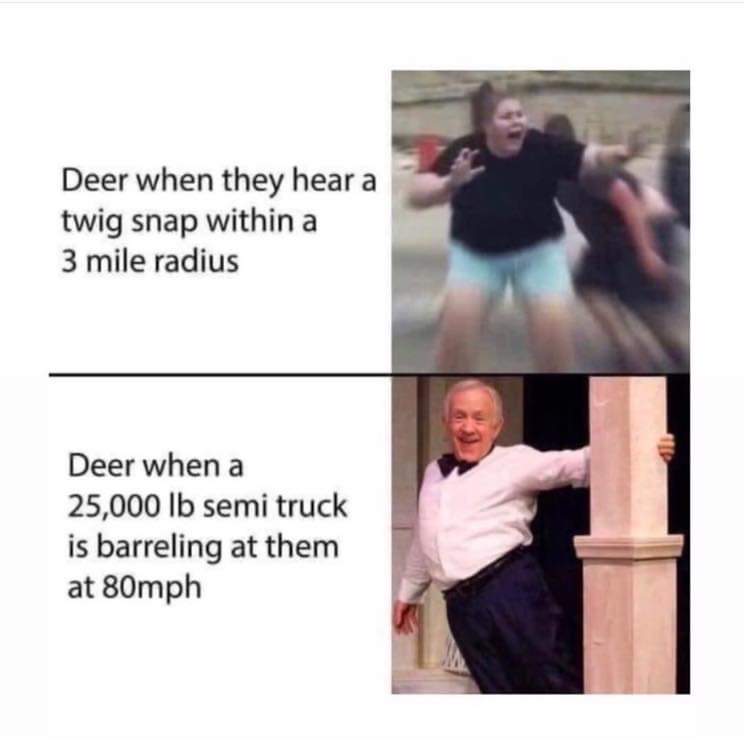 Deer when they hear a
twig snap within a
3 mile radius
Deer when a
25,000 lb semi truck
is barreling at them
at 80mph